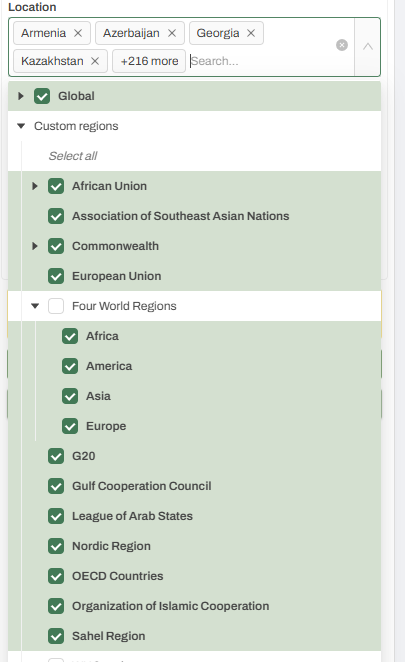 Location
Armenia × Azerbaijan × Georgia ×
Kazakhstan × +216 more Search...
Global
Custom regions
Select all
African Union
Association of Southeast Asian Nations
Commonwealth
European Union
Four World Regions
Africa
America
Asia
Europe
G20
Gulf Cooperation Council
League of Arab States
Nordic Region
OECD Countries
Organization of Islamic Cooperation
Sahel Region